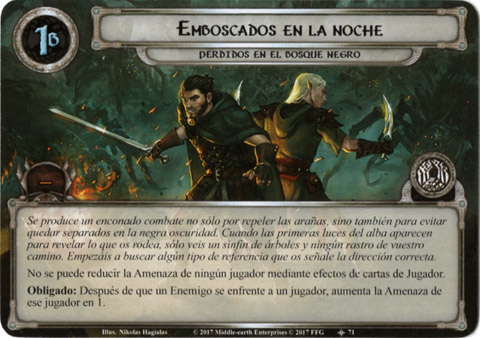 1B
Emboscados en la noche
Perdidos en el Bosque Negro
-
Se produce un enconado combate no sólo por repeler las arañas, sino también para evitar
quedar separados en la negra oscuridad. Cuando las primeras luces del alba aparecen
para revelar lo que os rodea, sólo veis un sinfín de árboles y ningún rastro de vuestro
camino. Empezáis a buscar algún tipo de referencia que os señale la dirección correcta.
No se puede reducir la Amenaza de ningún jugador mediante efectos de cartas de Jugador.
Obligado: Después de que un Enemigo se enfrente a un jugador, aumenta la Amenaza de
ese jugador en 1.
Illus. Nikolas Hagialas © 2017 Middle-earth Enterprises © 2017 FFG 71